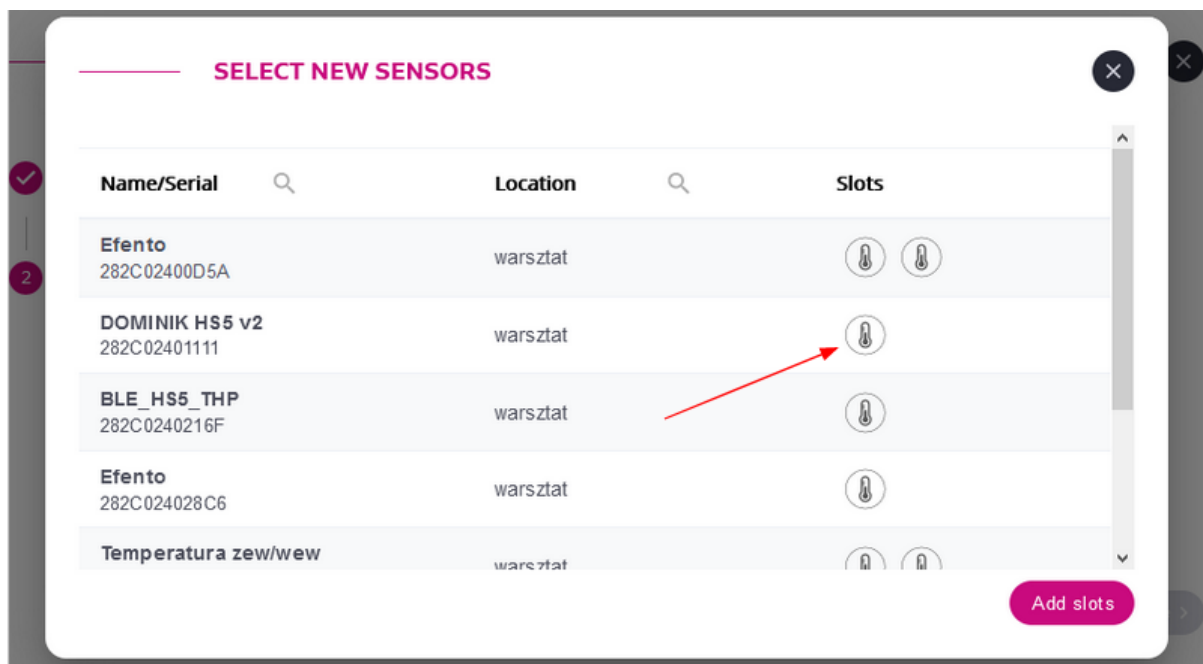 SELECT NEW SENSORS
Name/Serial Location Slots
Efento
282C02400D5A
warsztat
DOMINIK HS5 v2
282C02401111
warsztat
BLE_HS5_THP
282C0240216F
warsztat
Efento
282C024028C6
warsztat
Temperatura zew/wew
warsztat
2
Add slots